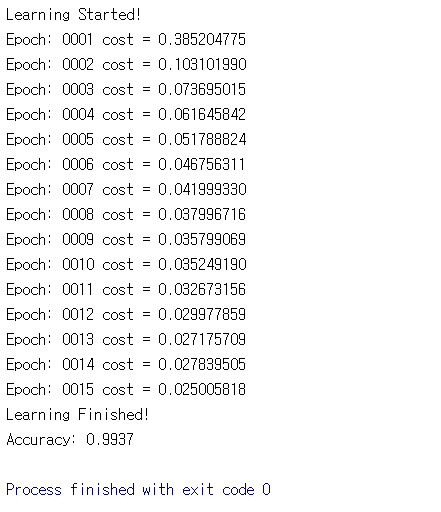 Learning Started!
Epoch: 0001 cost = 0.385204775
Epoch: 0002 cost = 0.103101990
Epoch: 0003 cost = 0.073695015
Epoch: 0004 cost = 0.061645842
Epoch: 0005 cost = 0.051788824
Epoch: 0006 cost = 0.046756311
Epoch: 0007 cost = 0.041999330
Epoch: 0008 cost = 0.037996716
Epoch: 0009 cost = 0.035799069
Epoch: 0010 cost = 0.035249190
Epoch: 0011 cost = 0.032673156
Epoch: 0012 cost = 0.029977859
Epoch: 0013 cost = 0.027175709
Epoch: 0014 cost = 0.027839505
Epoch: 0015 cost = 0.025005818
Learning Finished!
Accuracy: 0.9937
Process finished with exit code 0